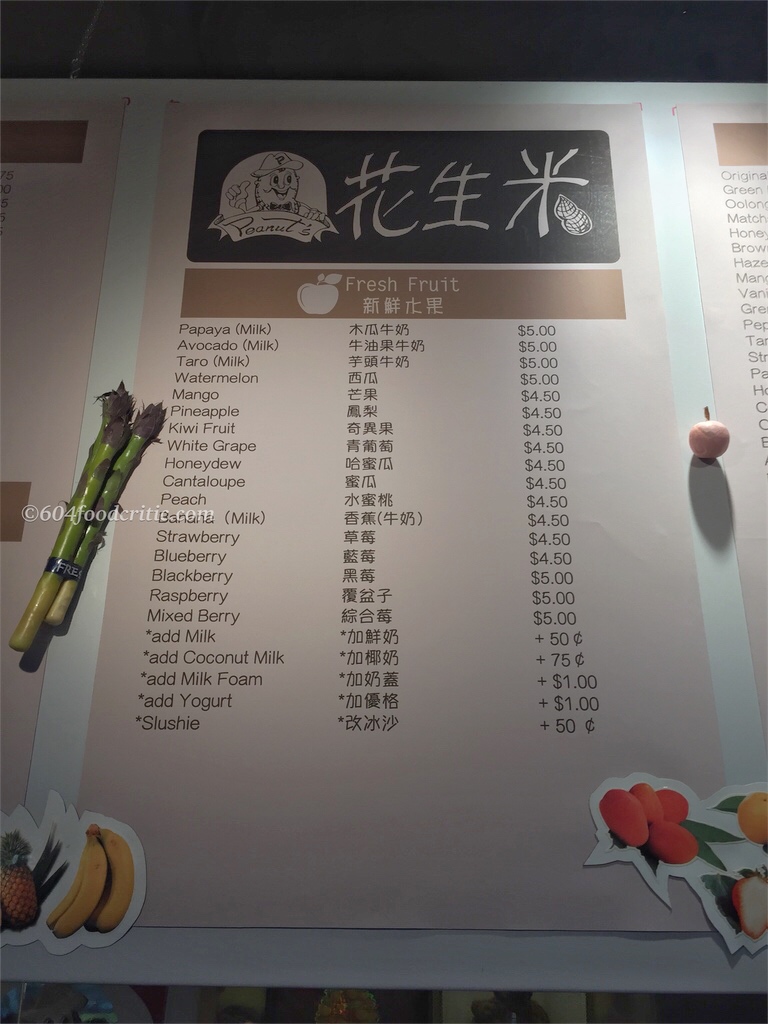 Peanut's 花生米
Fresh Fruit
新鮮水果
Papaya (Milk) 木瓜牛奶 $5.00
Avocado (Milk) 牛油果牛奶 $5.00
Taro (Milk) 芋頭牛奶 $5.00
Watermelon 西瓜 $5.00
Mango 芒果 $4.50
Pineapple 鳳梨 $4.50
Kiwi Fruit 奇異果 $4.50
White Grape 青葡萄 $4.50
Honeydew 哈蜜瓜 $4.50
Cantaloupe 蜜瓜 $4.50
Peach 水蜜桃 $4.50
Banana (Milk) 香蕉(牛奶) $4.50
Strawberry 草莓 $4.50
Blueberry 藍莓 $4.50
Blackberry 黑莓 $5.00
Raspberry 覆盆子 $5.00
Mixed Berry 綜合莓 $5.00
*add Milk *加鮮奶 + 50 ¢
*add Coconut Milk *加椰奶 + 75 ¢
*add Milk Foam *加奶蓋 + $1.00
*add Yogurt *加優格 + $1.00
*Slushie *改冰沙 + 50 ¢
©604foodcritic.com
Original
Green
Oolong
Honey